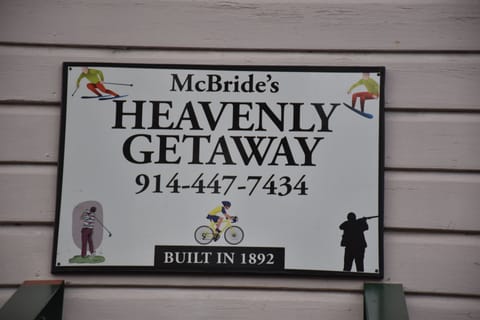 McBride's
HEAVENLY
GETAWAY
914-447-7434
BUILT IN 1892